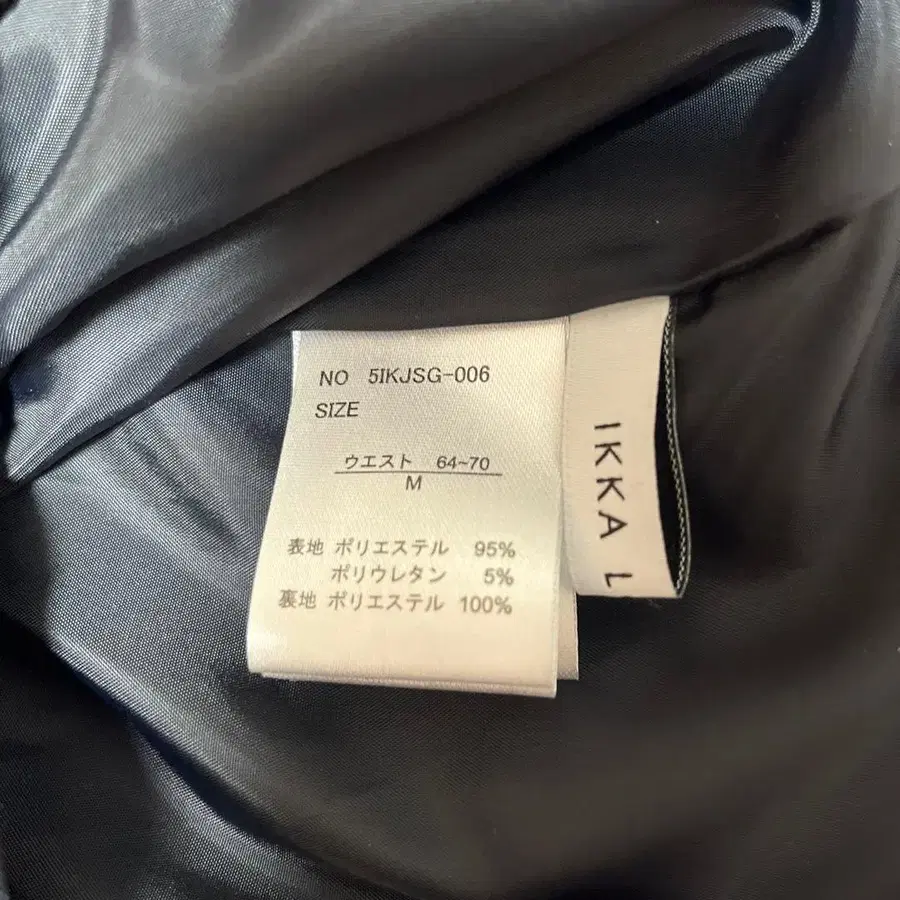 NO 5IKJSG-006
SIZE
ウエスト 64~70
M
表地 ポリエステル 95%
ポリウレタン 5%
裏地 ポリエステル 100%
IKKA